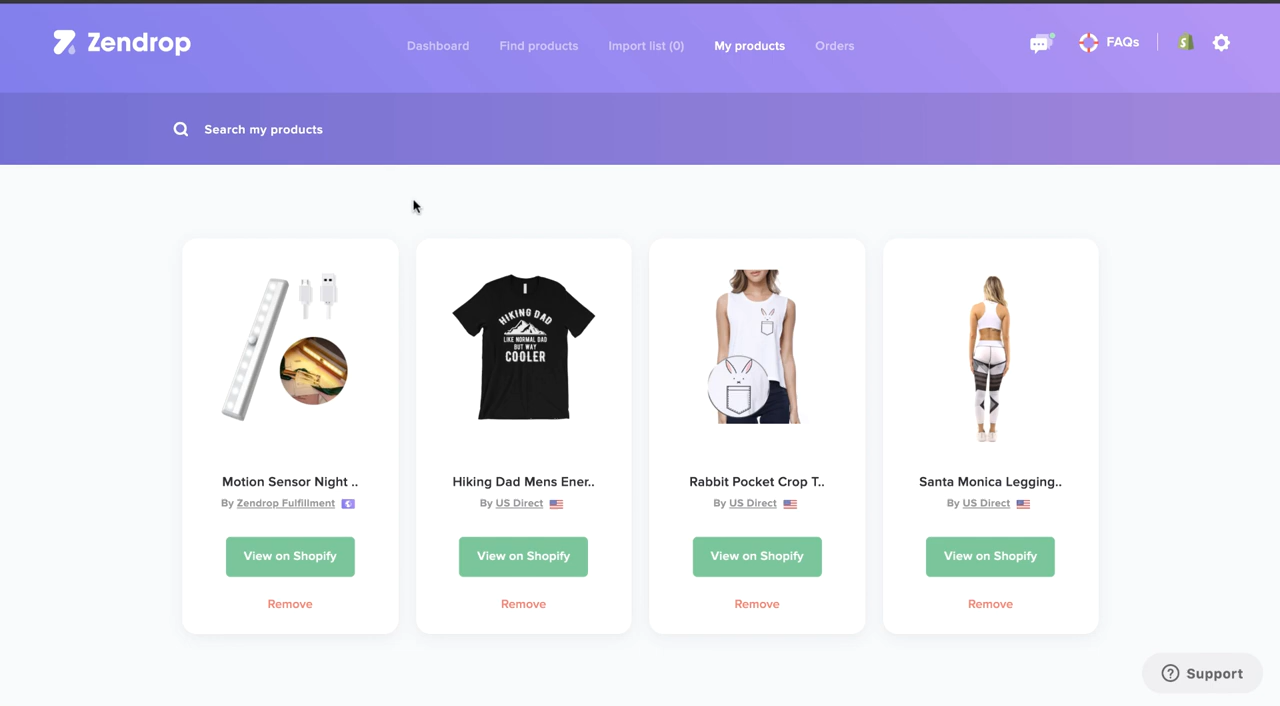 Zendrop
Dashboard
Find products
Import list (0)
My products
Orders
FAQs
Search my products
HIKING DAD
LIKE NORMAL DAD
BUT WAY
COOLER
Motion Sensor Night ..
By Zendrop Fulfillment
View on Shopify
Remove
Hiking Dad Mens Ener..
By US Direct
View on Shopify
Remove
Rabbit Pocket Crop T..
By US Direct
View on Shopify
Remove
Santa Monica Legging..
By US Direct
View on Shopify
Remove
Support